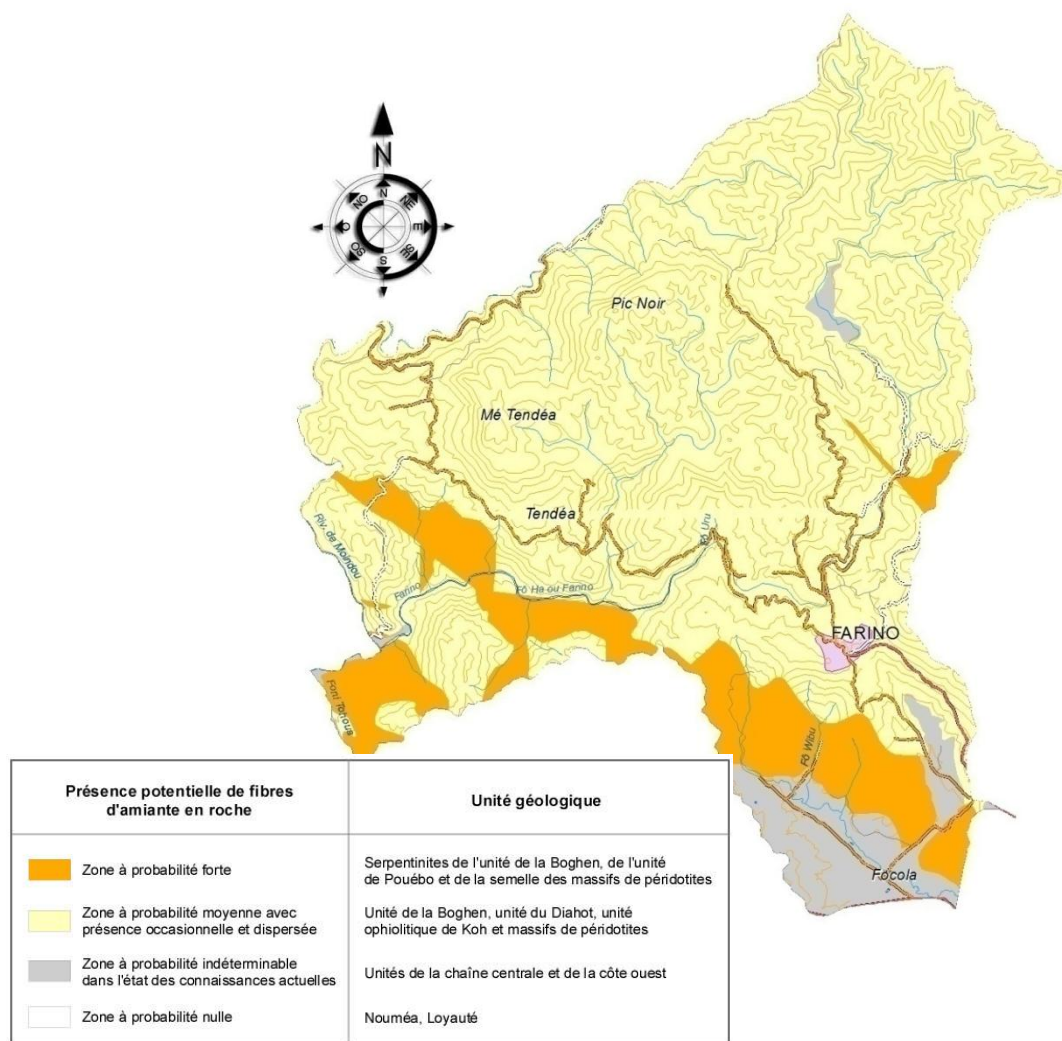 N
N
NE
E
SE
S
SO
O
NO
Pic Noir
Mé Tendéa
Tendéa
Riv. de Moindou
Farino
Fô Ha ou Farino
Fô Uru
FARINO
Foni Tohoua
Fô Wibu
Focola
Présence potentielle de fibres
d'amiante en roche
Unité géologique
Zone à probabilité forte
Serpentinites de l'unité de la Boghen, de l'unité
de Pouébo et de la semelle des massifs de péridotites
Zone à probabilité moyenne avec
présence occasionnelle et dispersée
Unité de la Boghen, unité du Diahot, unité
ophiolitique de Koh et massifs de péridotites
Zone à probabilité indéterminable
dans l'état des connaissances actuelles
Unités de la chaîne centrale et de la côte ouest
Zone à probabilité nulle
Nouméa, Loyauté